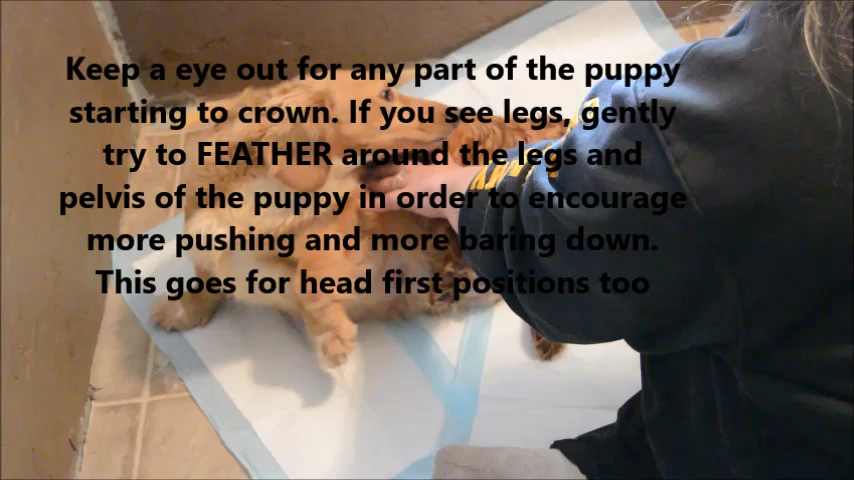 Keep a eye out for any part of the puppy
starting to crown. If you see legs, gently
try to FEATHER around the legs and
pelvis of the puppy in order to encourage
more pushing and more baring down.
This goes for head first positions too